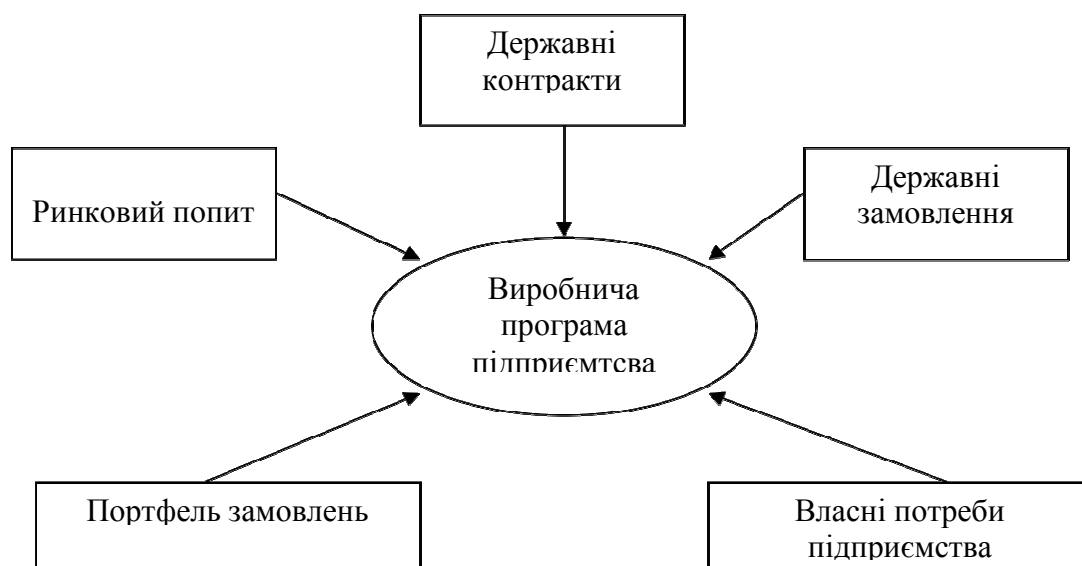 Державні
контракти
Ринковий попит
Державні
замовлення
Виробнича
програма
підприємтсва
Портфель замовлень
Власні потреби
підприємства